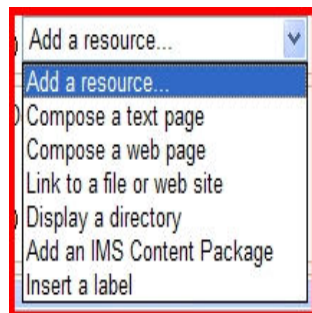 Add a resource...
Add a resource...
Compose a text page
Compose a web page
Link to a file or web site
Display a directory
Add an IMS Content Package
Insert a label